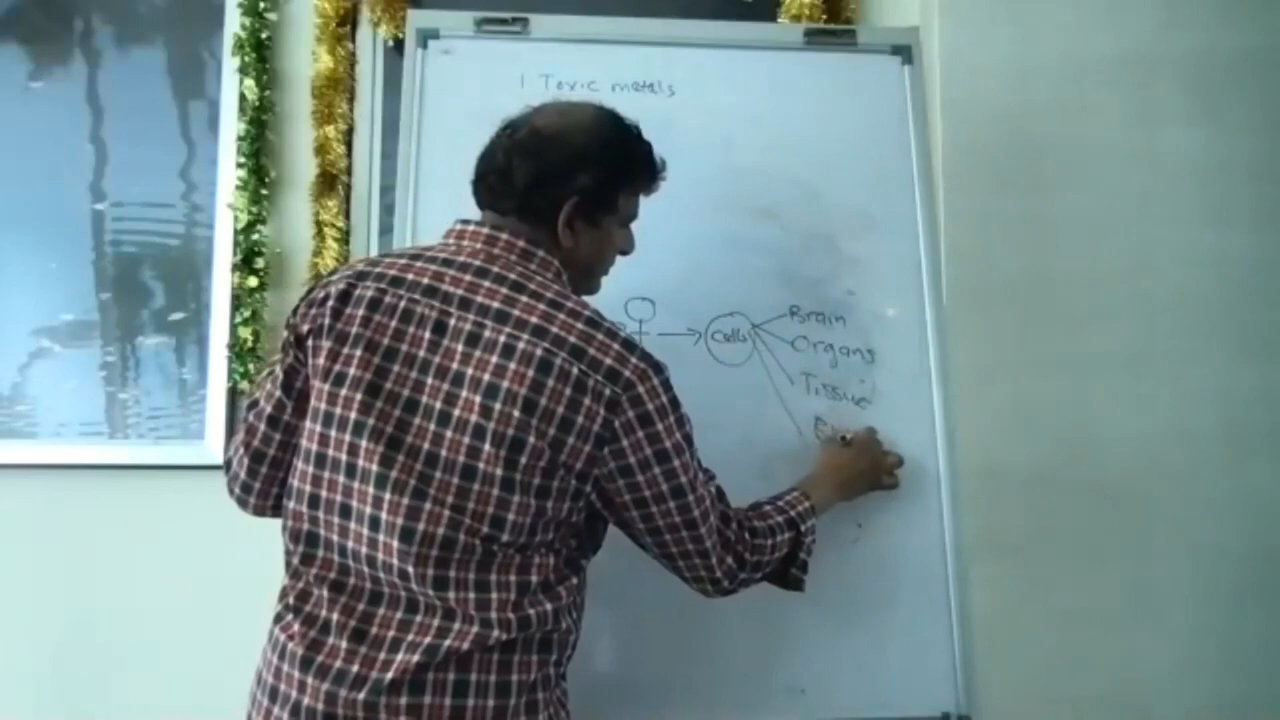 1 Toxic metals
Cells
Brain
Organs
Tissue